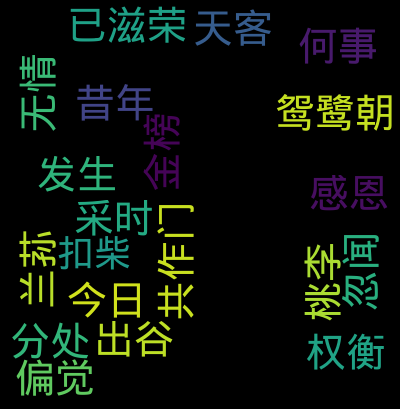 已滋荣
天客
何事
无情
昔年
鸳鹭朝
金榜
发生
感恩
采时
兰荪
扣柴
共作门
桃李
忽闻
今日
分处
出谷
权衡
偏觉